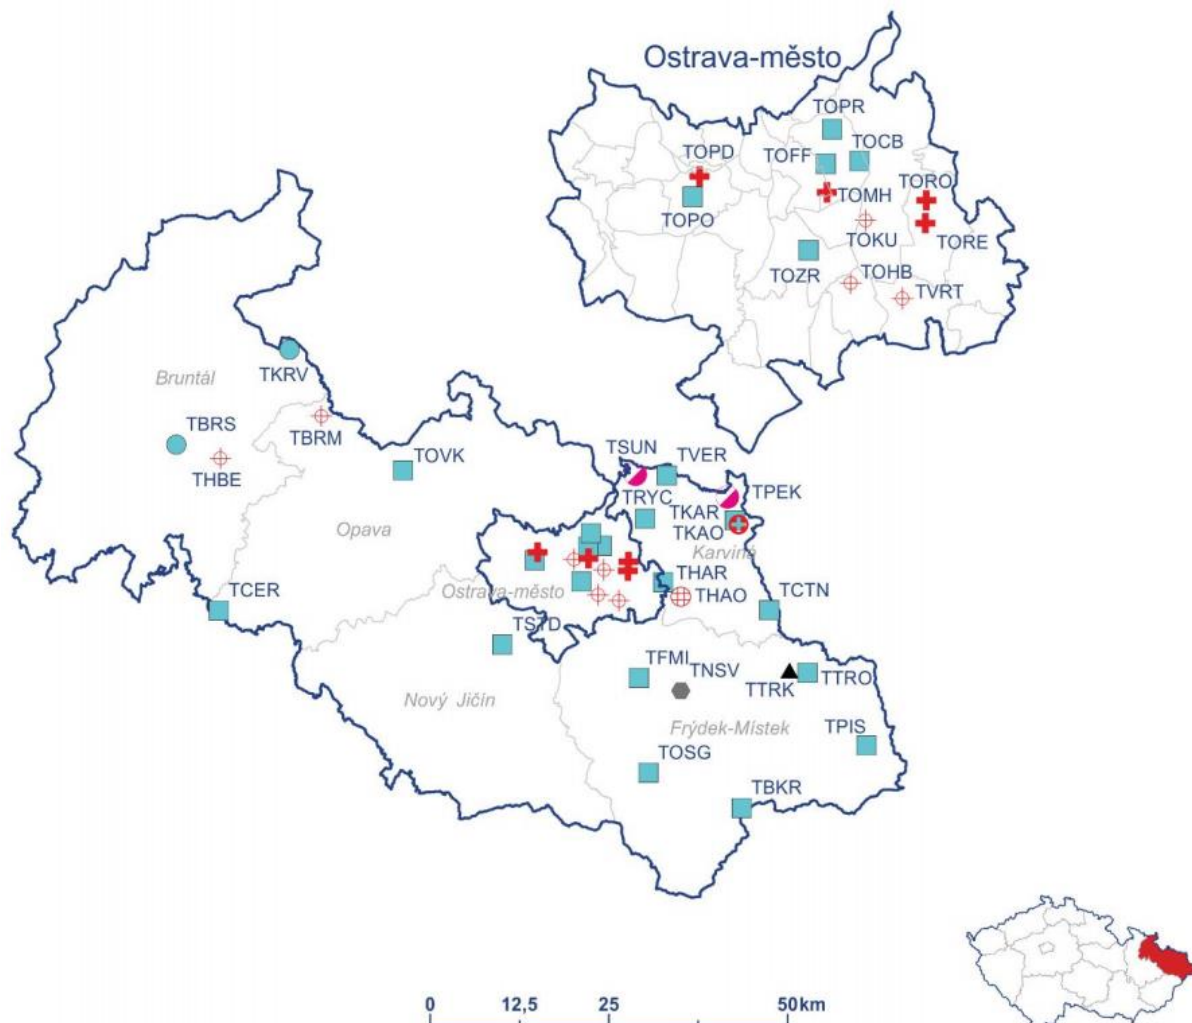 Ostrava-město
TOPR
TOCB
TOPD
TOFF
TORO
TOMH
TOPO
TOKU
TORE
TOZR
TOHB
TVRT
Bruntál
TKRV
TBRS
TBRM
THBE
TOVK
TSUN
TVER
TRYC
TPEK
TKAR
TKAO
Opava
Karviná
THAR
Ostrava-město
THAO
TCER
TCTN
TSTD
TFMI
TNSV
TTRK
TTRO
Nový Jičín
Frýdek-Místek
TPIS
TOSG
TBKR
0 12,5 25 50km